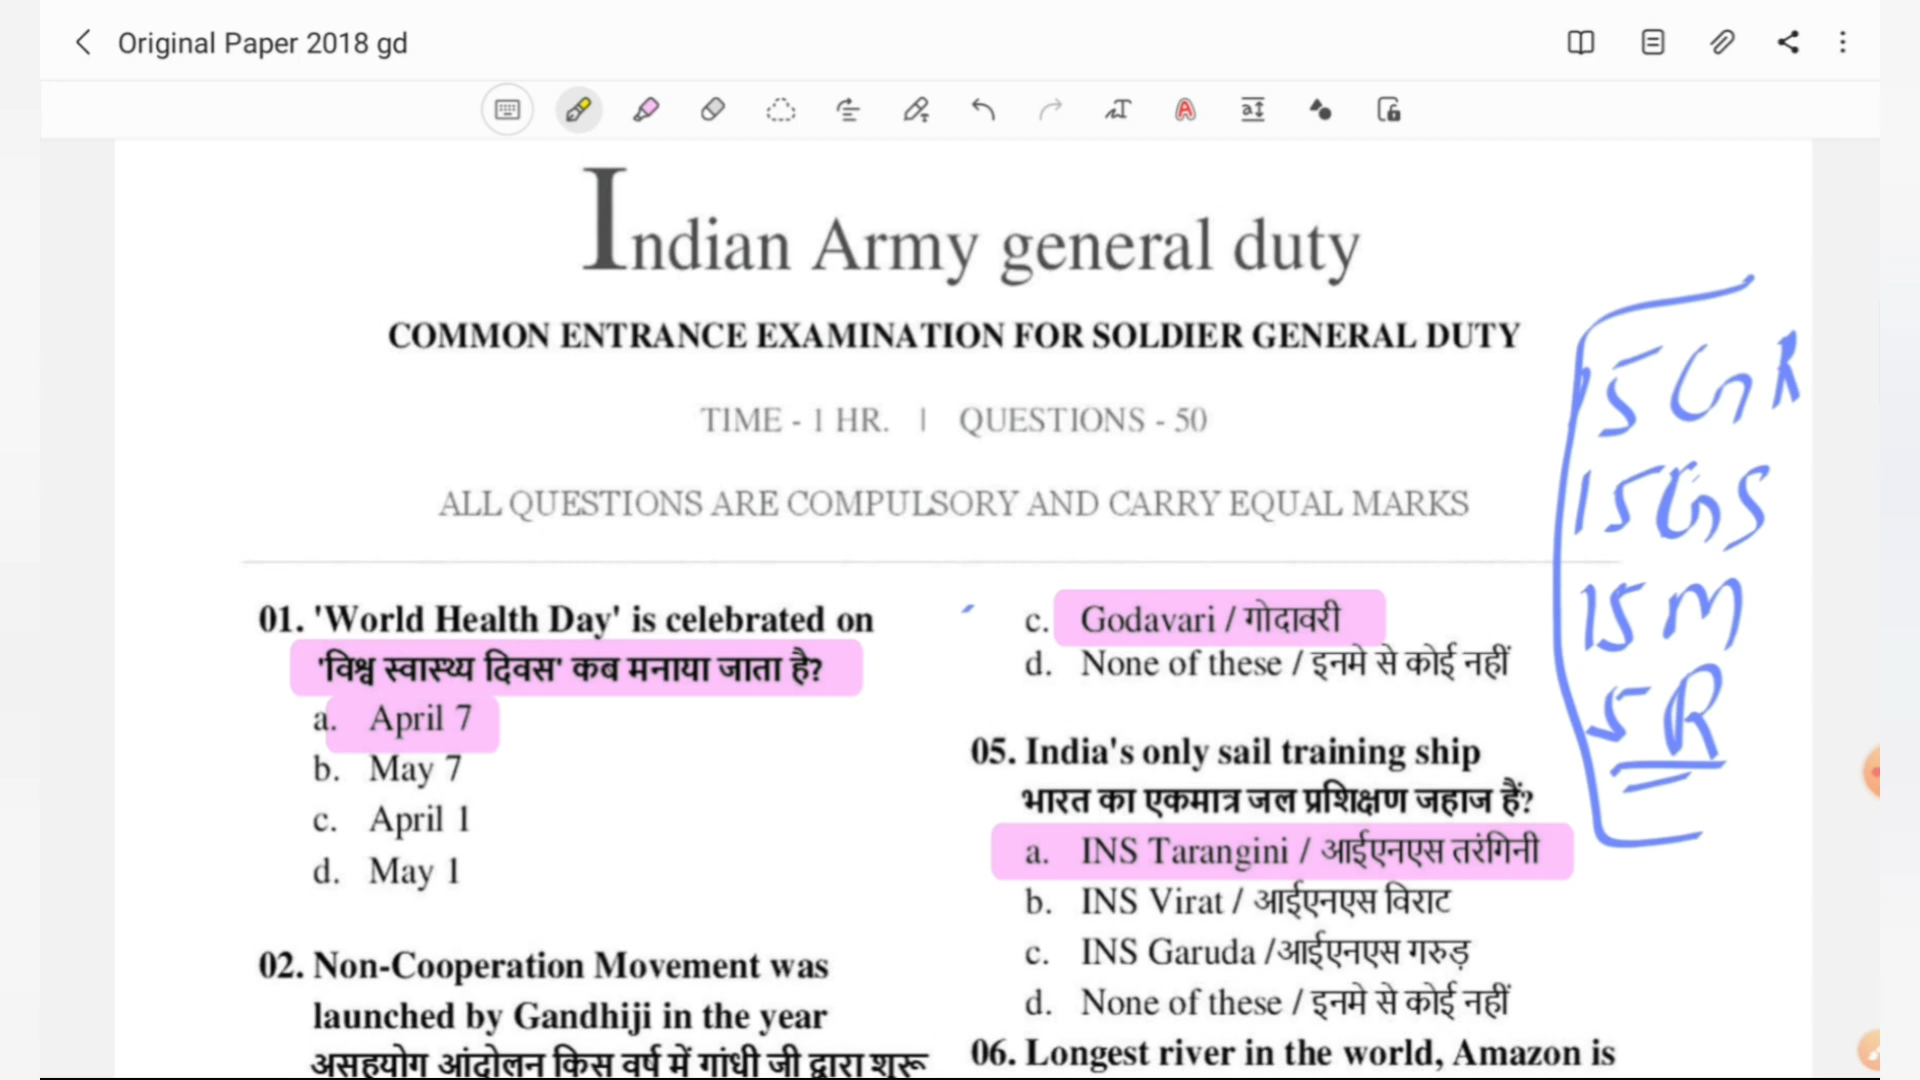 Original Paper 2018 gd
Indian Army general duty
COMMON ENTRANCE EXAMINATION FOR SOLDIER GENERAL DUTY
TIME - 1 HR. | QUESTIONS - 50
ALL QUESTIONS ARE COMPULSORY AND CARRY EQUAL MARKS
01. 'World Health Day' is celebrated on
'विश्व स्वास्थ्य दिवस' कब मनाया जाता है?
a. April 7
b. May 7
c. April 1
d. May 1
02. Non-Cooperation Movement was
launched by Gandhiji in the year
असहयोग आंदोलन किस वर्ष में गांधी जी द्वारा शुरू
c. Godavari / गोदावरी
d. None of these / इनमे से कोई नहीं
05. India's only sail training ship
भारत का एकमात्र जल प्रशिक्षण जहाज हैं?
a. INS Tarangini / आईएनएस तरंगिनी
b. INS Virat / आईएनएस विराट
c. INS Garuda /आईएनएस गरुड़
d. None of these / इनमे से कोई नहीं
06. Longest river in the world, Amazon is
15 GK
15 GS
15 M
5 R